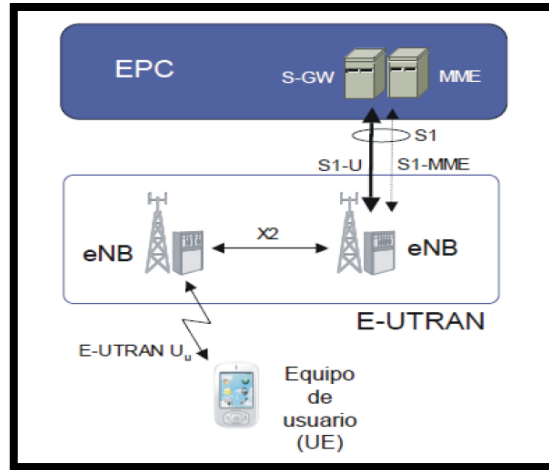 EPC
S-GW
MME
S1
S1-U
S1-MME
X2
eNB
eNB
E-UTRAN
E-UTRAN Uu
Equipo
de
usuario
(UE)